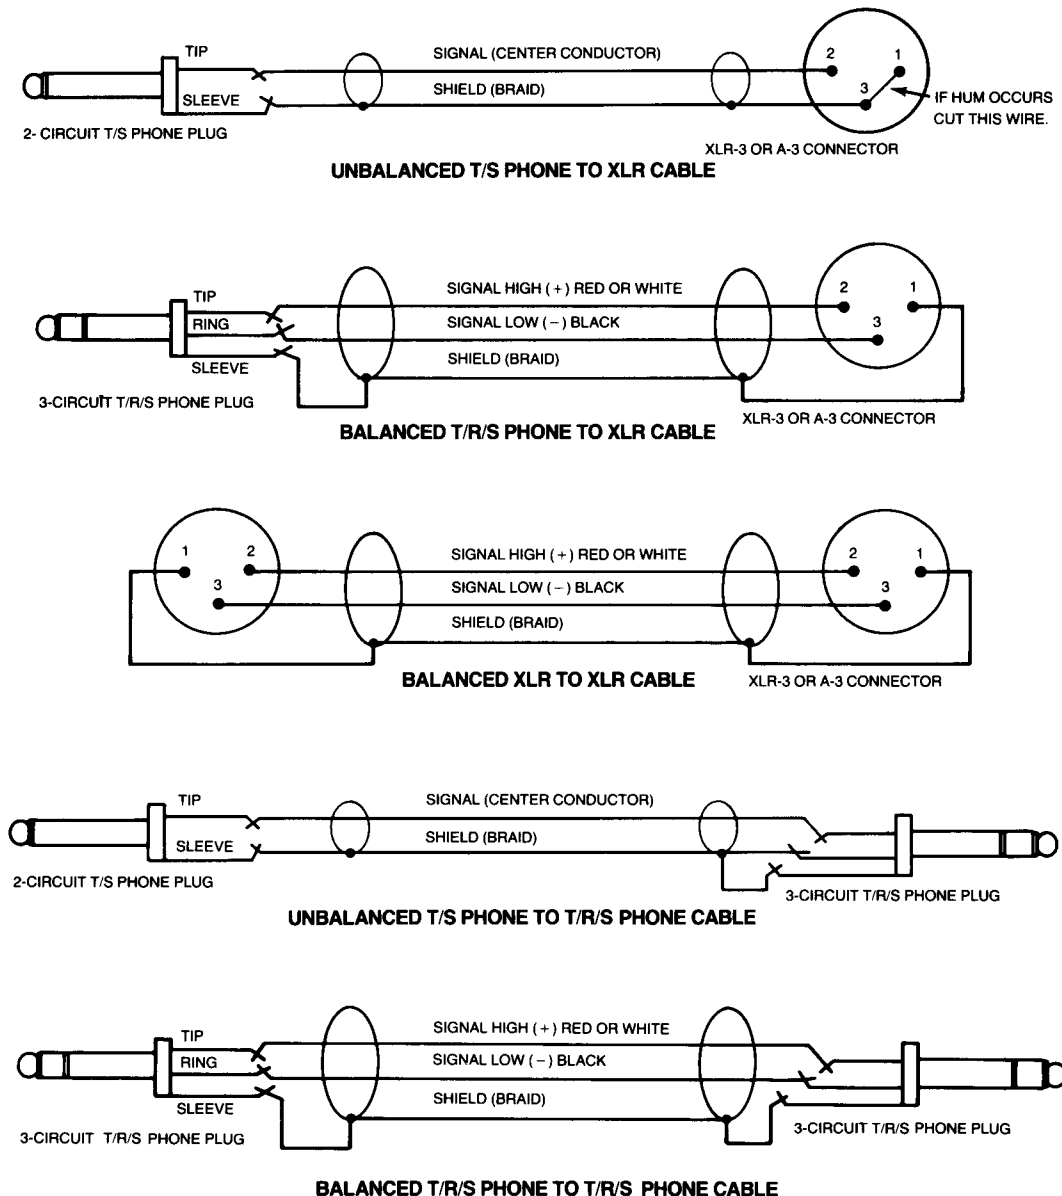 TIP
SIGNAL (CENTER CONDUCTOR)
2
1
SLEEVE
SHIELD (BRAID)
3
IF HUM OCCURS
CUT THIS WIRE.
2- CIRCUIT T/S PHONE PLUG
XLR-3 OR A-3 CONNECTOR
UNBALANCED T/S PHONE TO XLR CABLE
TIP
SIGNAL HIGH (+) RED OR WHITE
2
1
RING
SIGNAL LOW (-) BLACK
3
SLEEVE
SHIELD (BRAID)
3-CIRCUIT T/R/S PHONE PLUG
XLR-3 OR A-3 CONNECTOR
BALANCED T/R/S PHONE TO XLR CABLE
1
2
SIGNAL HIGH (+) RED OR WHITE
2
1
3
SIGNAL LOW (-) BLACK
3
SHIELD (BRAID)
BALANCED XLR TO XLR CABLE
XLR-3 OR A-3 CONNECTOR
TIP
SIGNAL (CENTER CONDUCTOR)
SLEEVE
SHIELD (BRAID)
2-CIRCUIT T/S PHONE PLUG
3-CIRCUIT T/R/S PHONE PLUG
UNBALANCED T/S PHONE TO T/R/S PHONE CABLE
TIP
SIGNAL HIGH (+) RED OR WHITE
RING
SIGNAL LOW (-) BLACK
SLEEVE
SHIELD (BRAID)
3-CIRCUIT T/R/S PHONE PLUG
3-CIRCUIT T/R/S PHONE PLUG
BALANCED T/R/S PHONE TO T/R/S PHONE CABLE